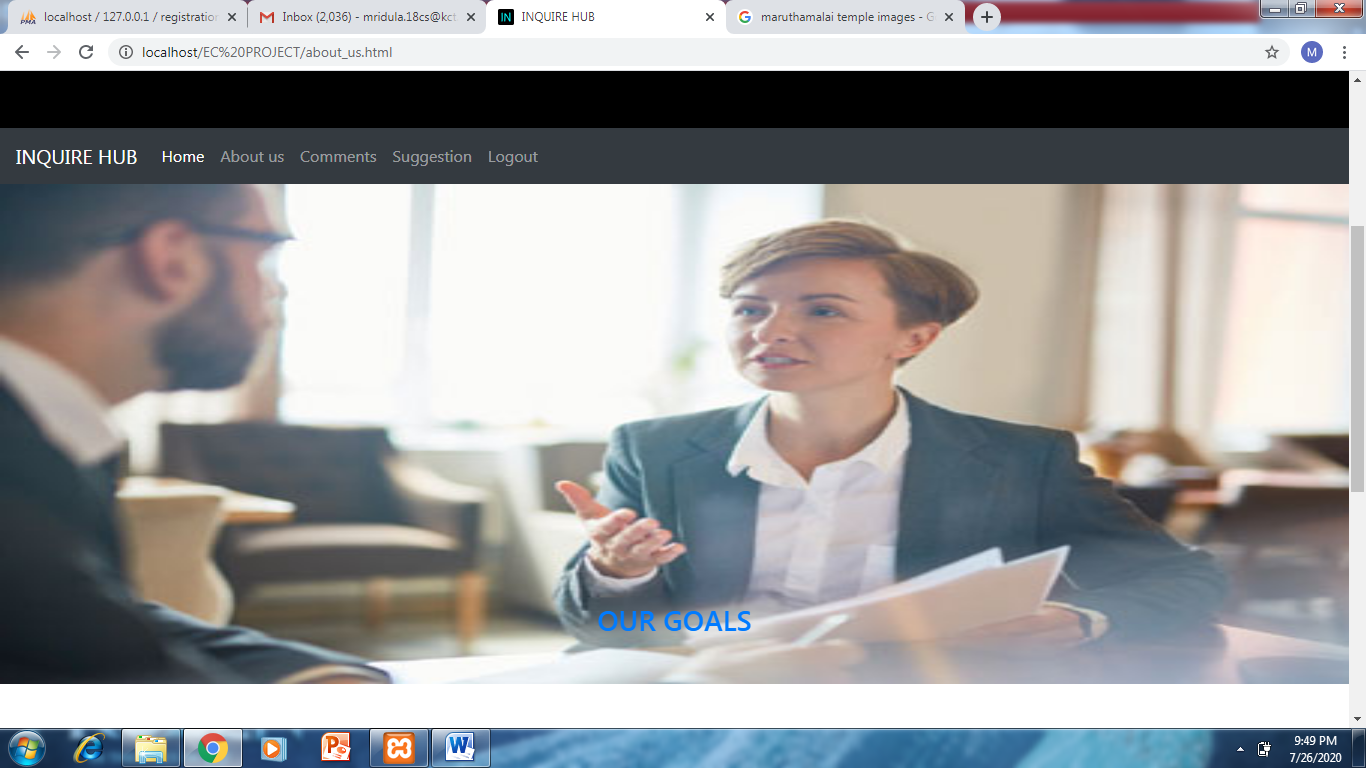 localhost / 127.0.0.1 / registration
Inbox (2,036) - mridula.18cs@kct.
INQUIRE HUB
maruthamalai temple images - G
localhost/EC%20PROJECT/about_us.html
M
INQUIRE HUB Home About us Comments Suggestion Logout
OUR GOALS
9:49 PM
7/26/2020